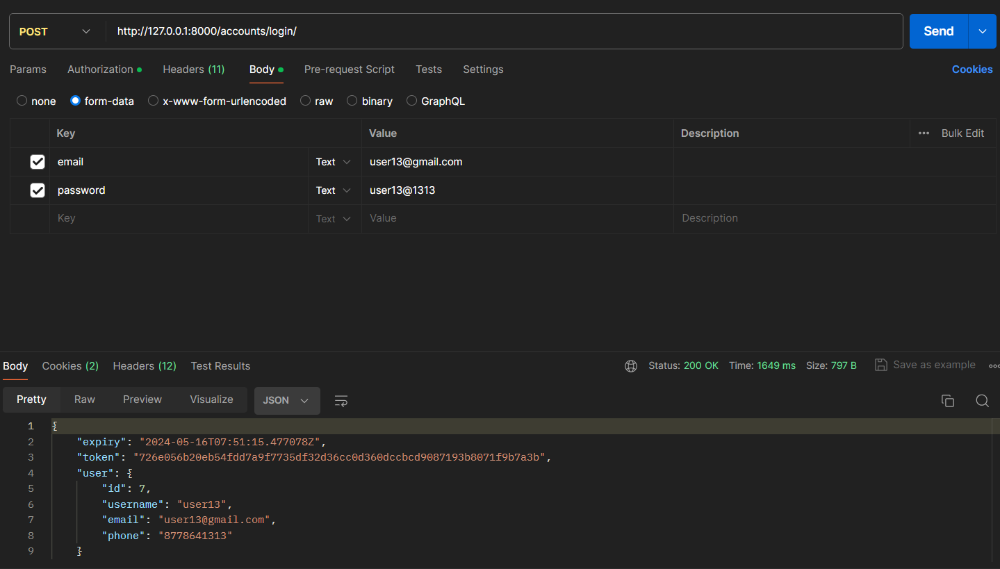 POST http://127.0.0.1:8000/accounts/login/ Send
Params Authorization Headers (11) Body Pre-request Script Tests Settings Cookies
none form-data x-www-form-urlencoded raw binary GraphQL
Key Value Description Bulk Edit
email Text user13@gmail.com
password Text user13@1313
Key Text Value Description
Body Cookies (2) Headers (12) Test Results Status: 200 OK Time: 1649 ms Size: 797 B Save as example
Pretty Raw Preview Visualize JSON
1 {
2 "expiry": "2024-05-16T07:51:15.477078Z",
3 "token": "726e056b20eb54fdd7a9f7735df32d36cc0d360dccbcd9087193b8071f9b7a3b",
4 "user": {
5 "id": 7,
6 "username": "user13",
7 "email": "user13@gmail.com",
8 "phone": "8778641313"
9 }